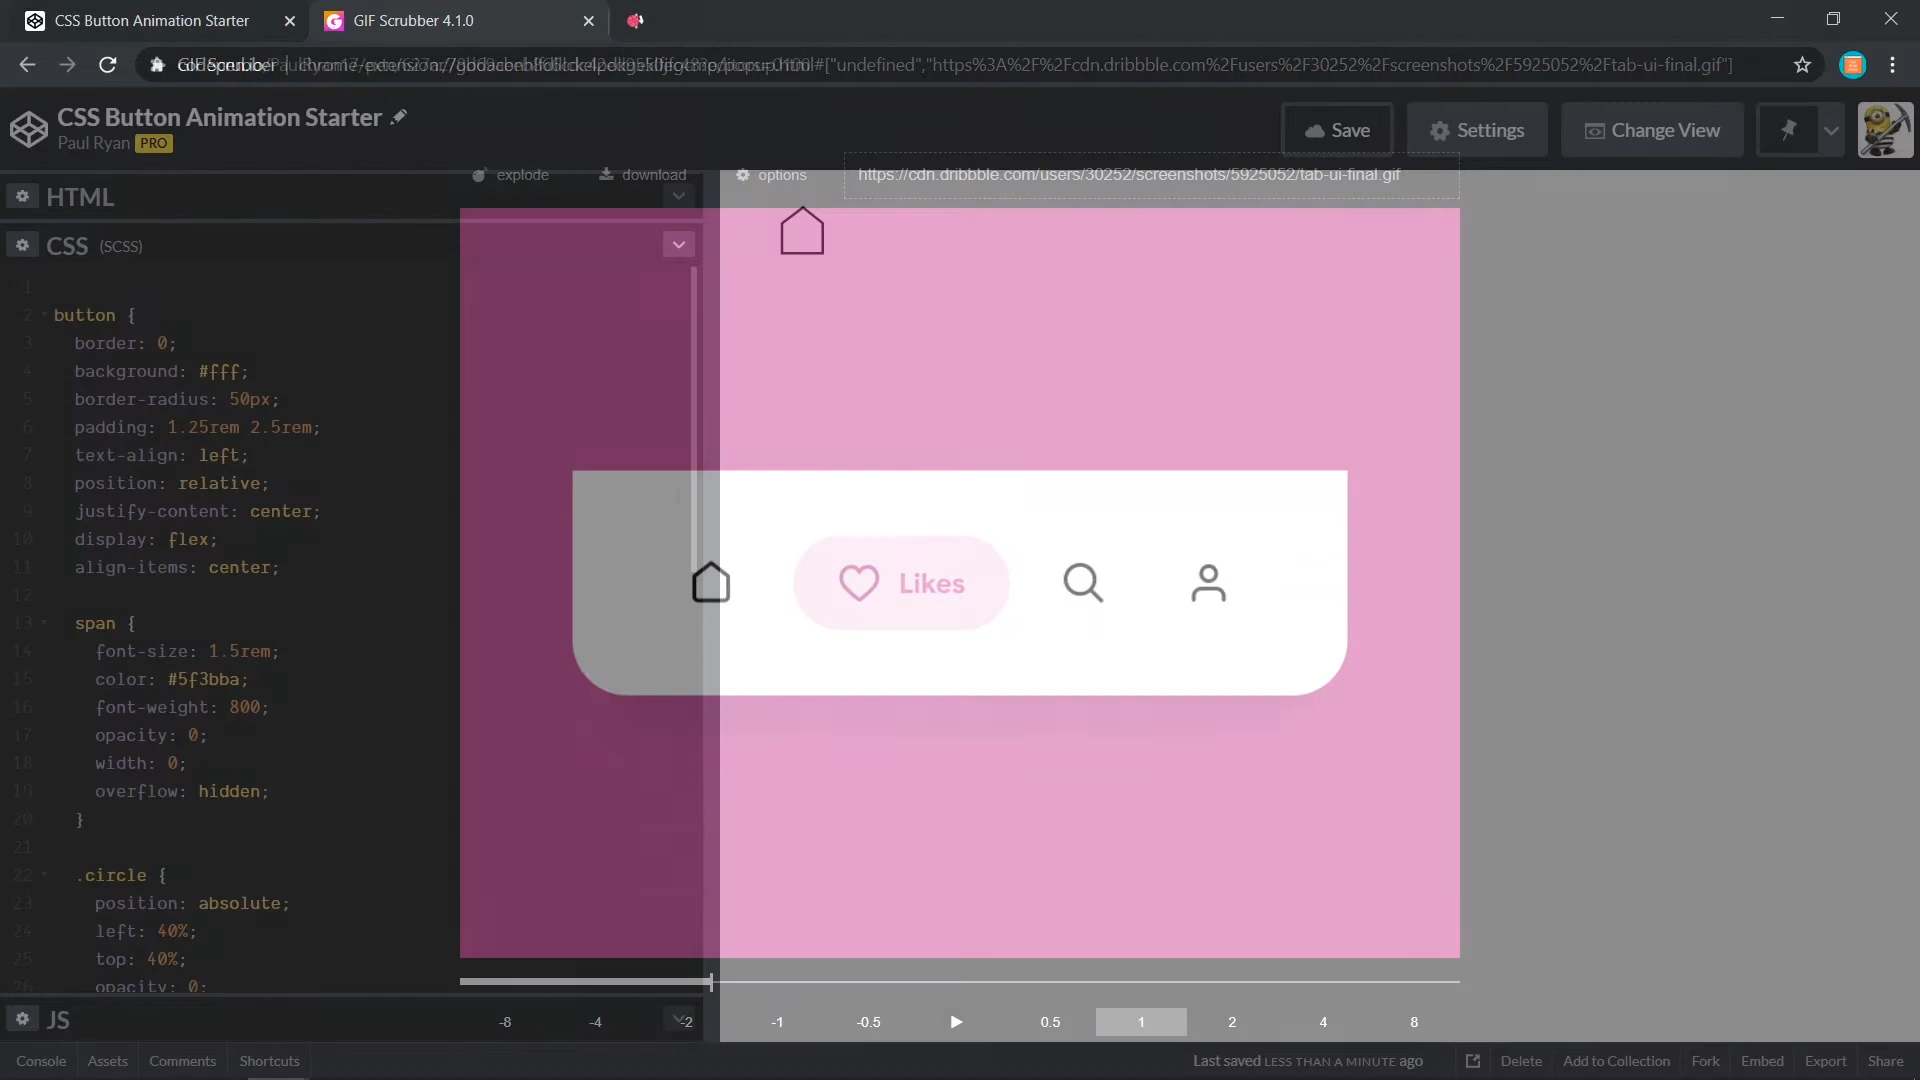 CSS Button Animation Starter
GIF Scrubber 4.1.0
GIF Scrubber
#["undefined","https%3A%2F%2Fcdn.dribbble.com%2Fusers%2F30252%2Fscreenshots%2F5925052%2Ftab-ui-final.gif"]
CSS Button Animation Starter
Paul Ryan PRO
Save
Settings
Change View
explode
download
options
https://cdn.dribbble.com/users/30252/screenshots/5925052/tab-ui-final.gif
HTML
CSS (SCSS)
1
2 button {
3 border: 0;
4 background: #fff;
5 border-radius: 50px;
6 padding: 1.25rem 2.5rem;
7 text-align: left;
8 position: relative;
9 justify-content: center;
10 display: flex;
11 align-items: center;
12
13 span {
14 font-size: 1.5rem;
15 color: #5f3bba;
16 font-weight: 800;
17 opacity: 0;
18 width: 0;
19 overflow: hidden;
20 }
21
22 .circle {
23 position: absolute;
24 left: 40%;
25 top: 40%;
26 opacity: 0;
Likes
JS
-8 -4 -2 -1 -0.5 0.5 1 2 4 8
Console Assets Comments Shortcuts
Last saved LESS THAN A MINUTE ago
Delete Add to Collection Fork Embed Export Share